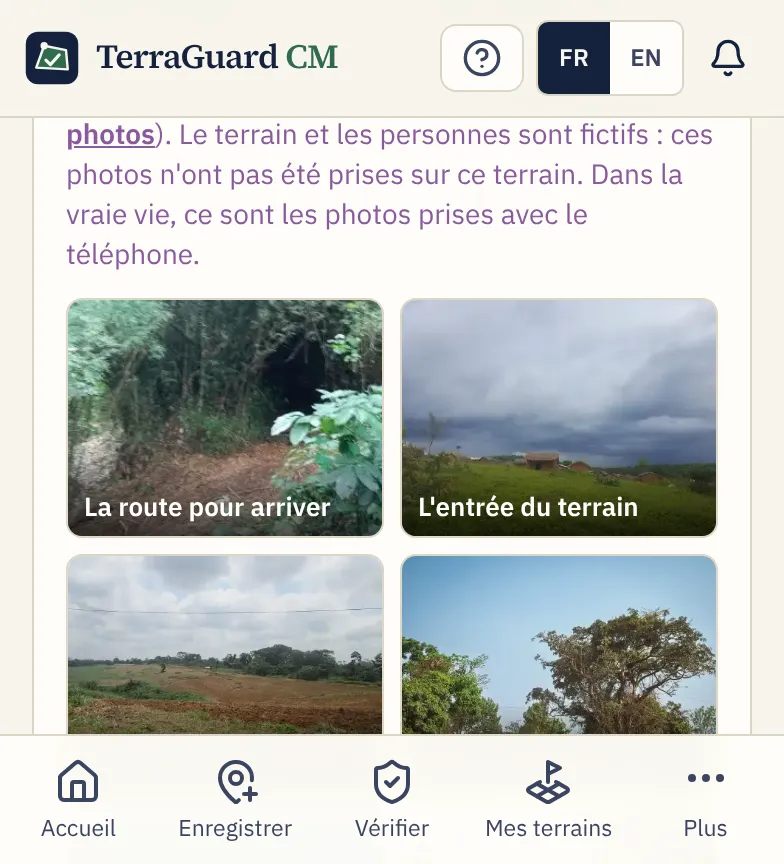 TerraGuard CM
FR
EN
photos). Le terrain et les personnes sont fictifs : ces
photos n'ont pas été prises sur ce terrain. Dans la
vraie vie, ce sont les photos prises avec le
téléphone.
La route pour arriver
L'entrée du terrain
Accueil
Enregistrer
Vérifier
Mes terrains
Plus